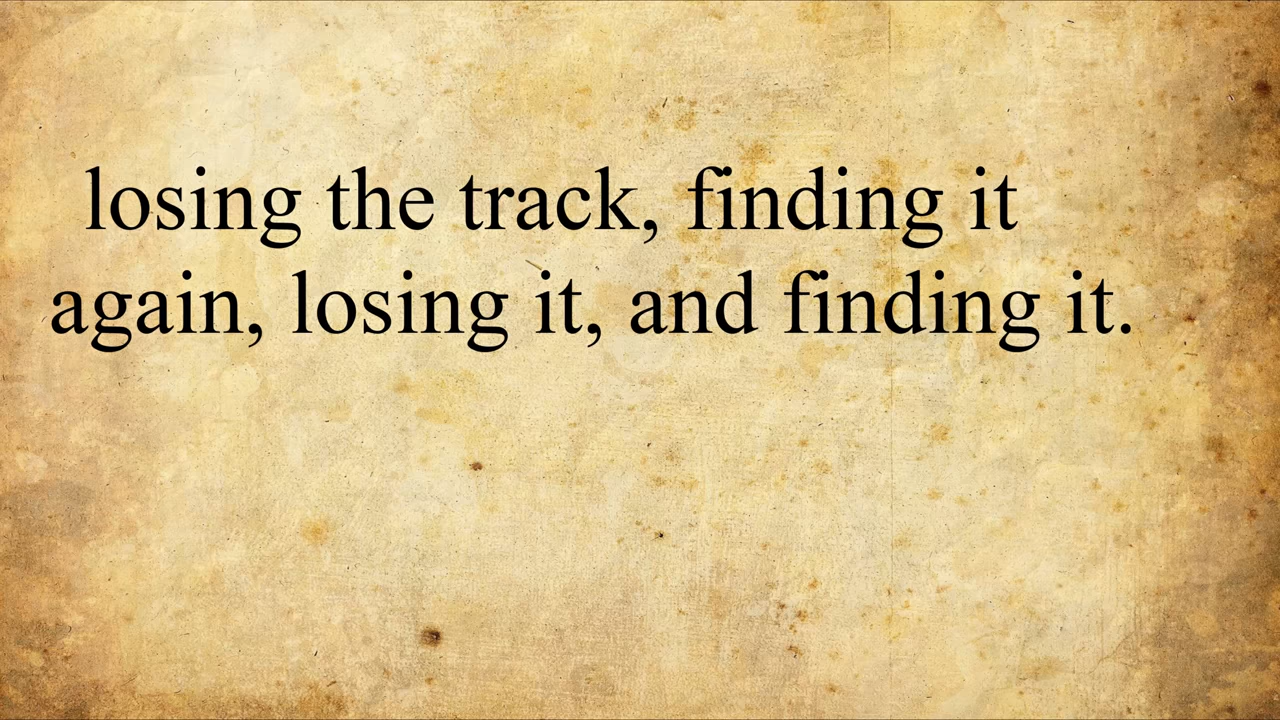 losing the track, finding it
again, losing it, and finding it.